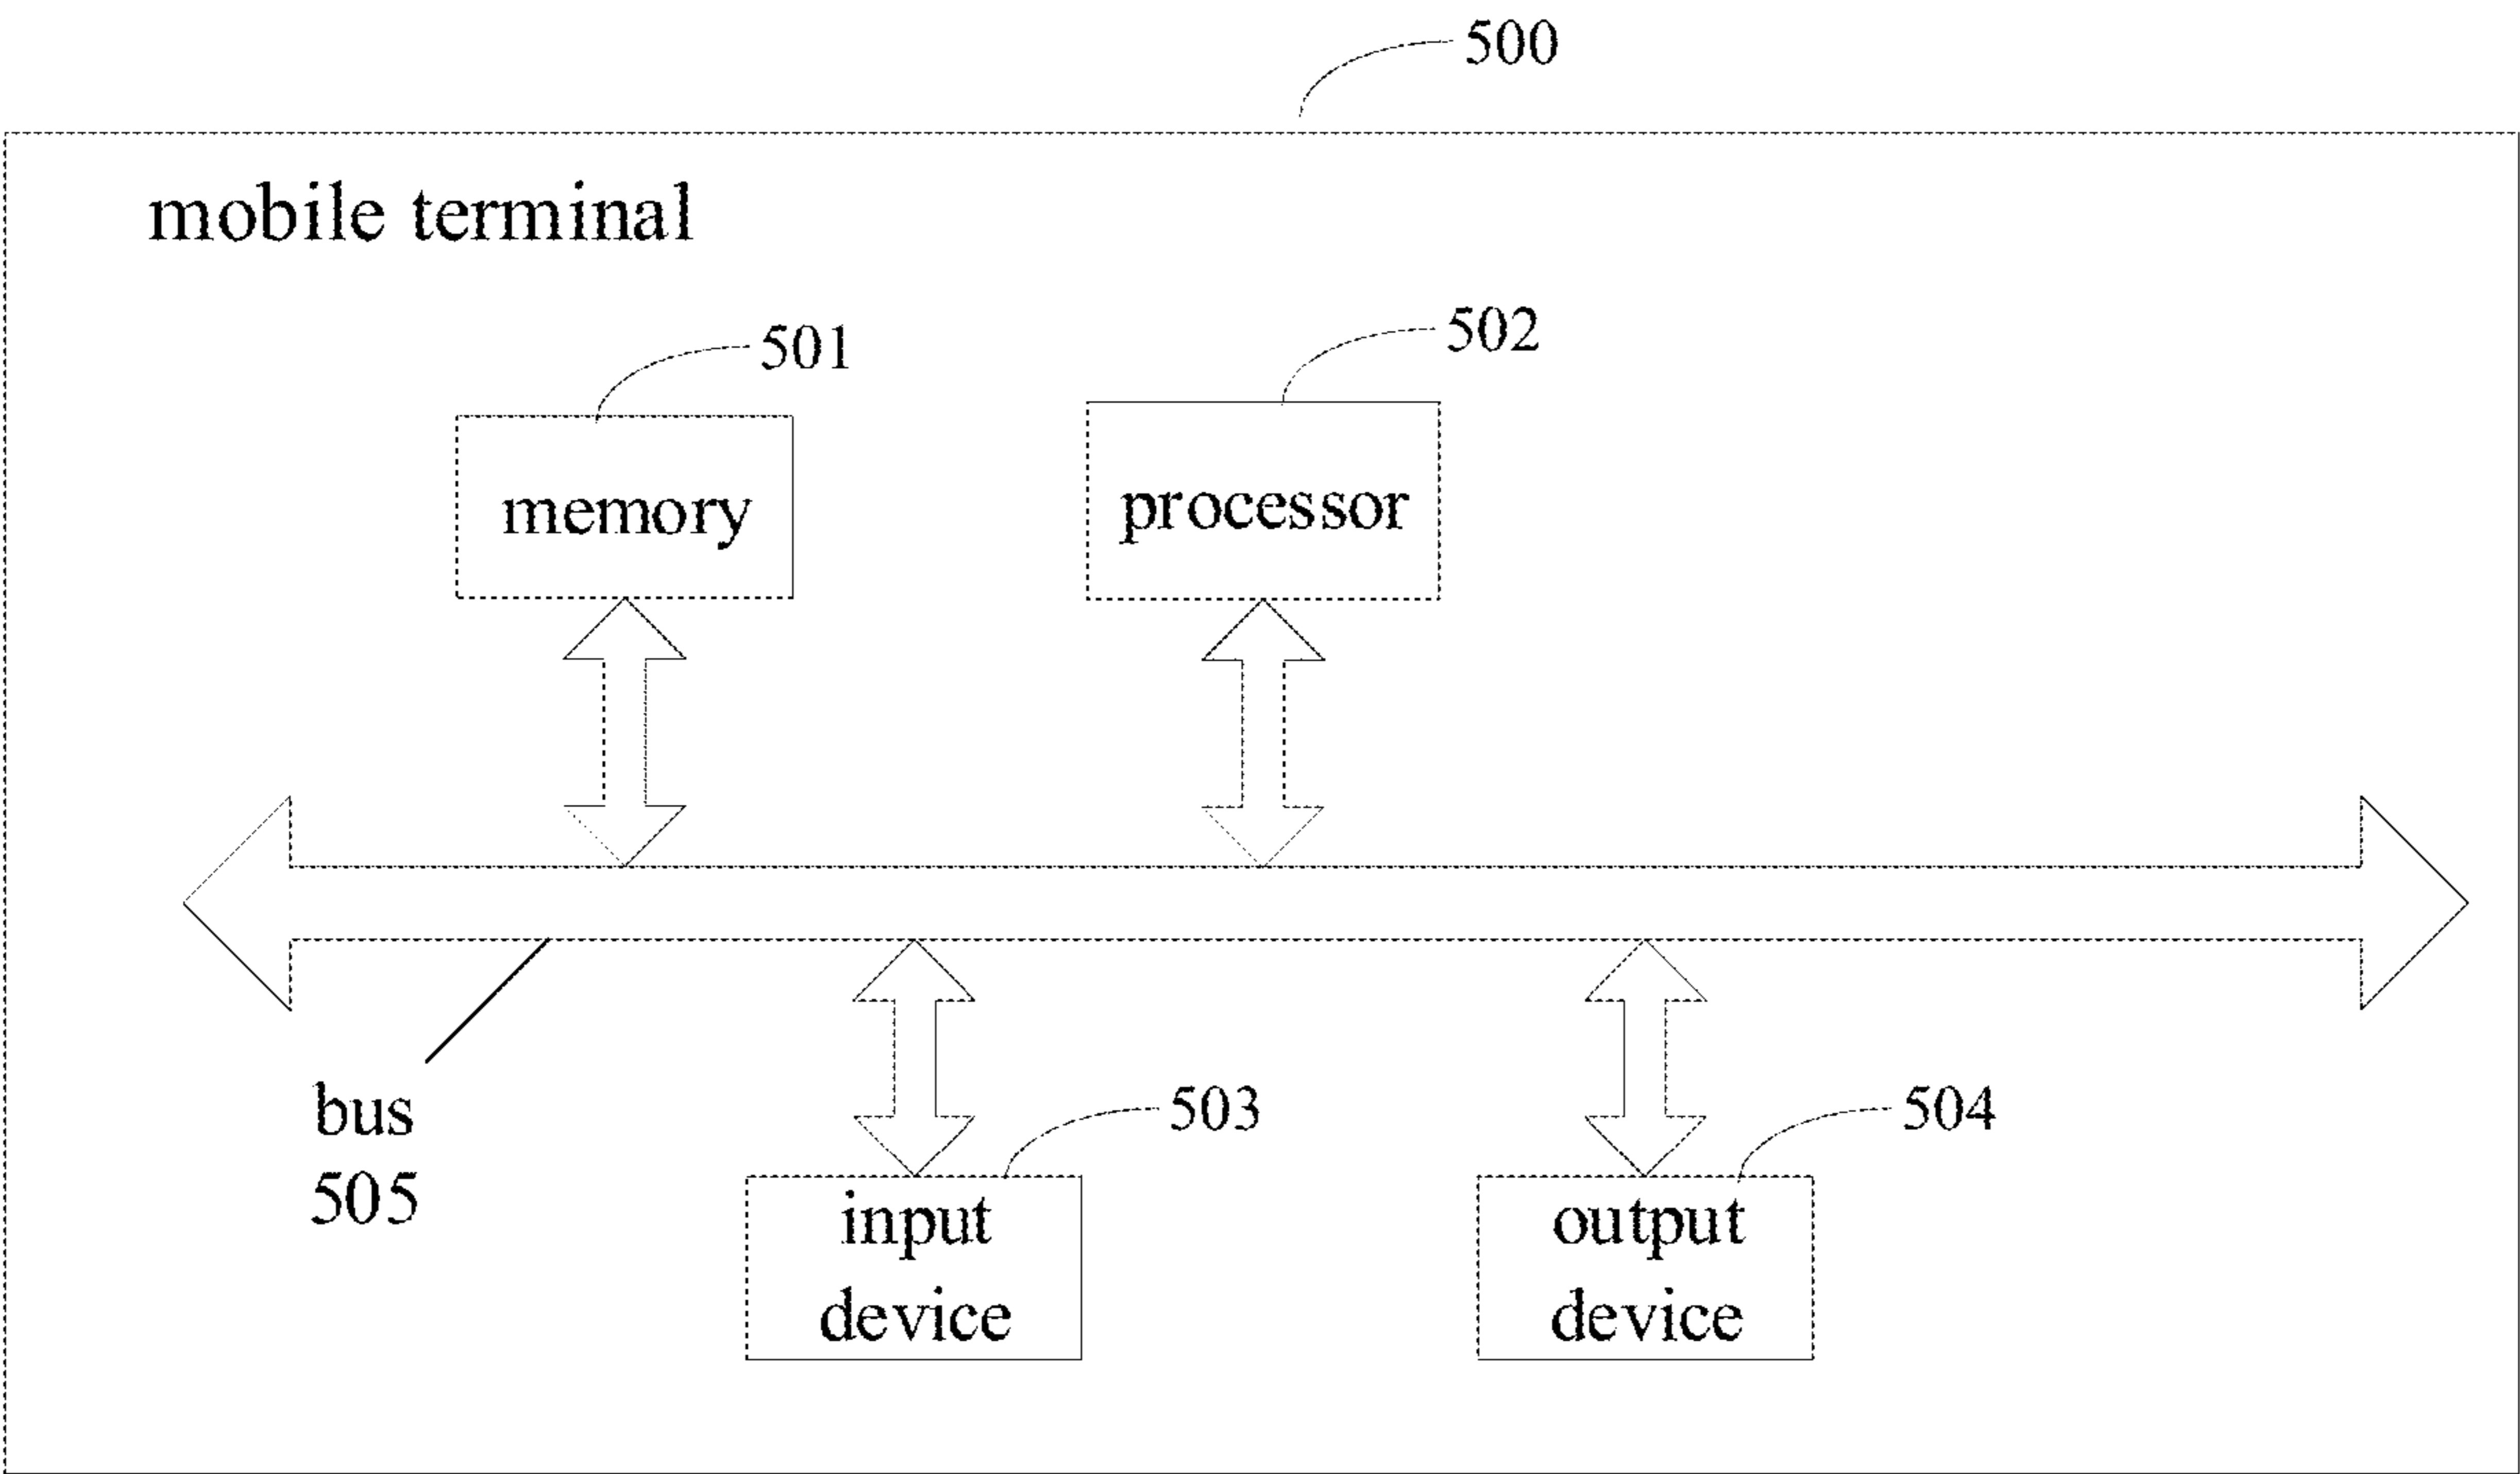 500
mobile terminal
501
502
memory
processor
bus
505
503
504
input
device
output
device